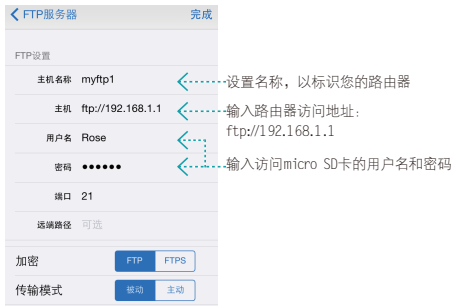 FTP服务器 完成
FTP设置
主机名称 myftp1 设置名称，以标识您的路由器
主机 ftp://192.168.1.1 输入路由器访问地址：
ftp://192.168.1.1
用户名 Rose
密码 ●●●●●● 输入访问micro SD卡的用户名和密码
端口 21
远端路径 可选
加密 FTP FTPS
传输模式 被动 主动